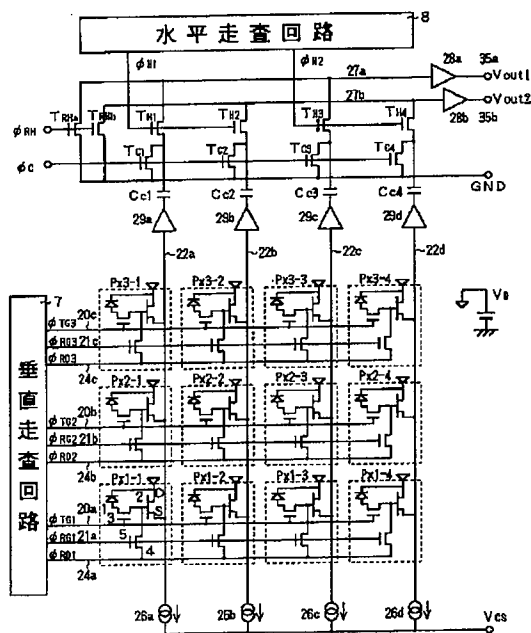 8
水平走査回路
φH1
φH2
27a
28a
35a
Vout1
27b
Vout2
28b
35b
φRH
TRHa
TRHb
TH1
TH2
TH3
TH4
φC
TC1
TC2
TC3
TC4
GND
Cc1
Cc2
Cc3
Cc4
29a
29b
29c
29d
22a
22b
22c
22d
7
垂直走査回路
Px3-1
Px3-2
Px3-3
Px3-4
VD
20c
φTG3
21c
φRG3
φRD3
24c
Px2-1
Px2-2
Px2-3
Px2-4
20b
φTG2
φRG2
21b
φRD2
24b
Px1-1
Px1-2
Px1-3
Px1-4
20a
1
2
D
S
3
φTG1
φRG1
21a
5
4
φRD1
24a
26a
26b
26c
26d
VCS